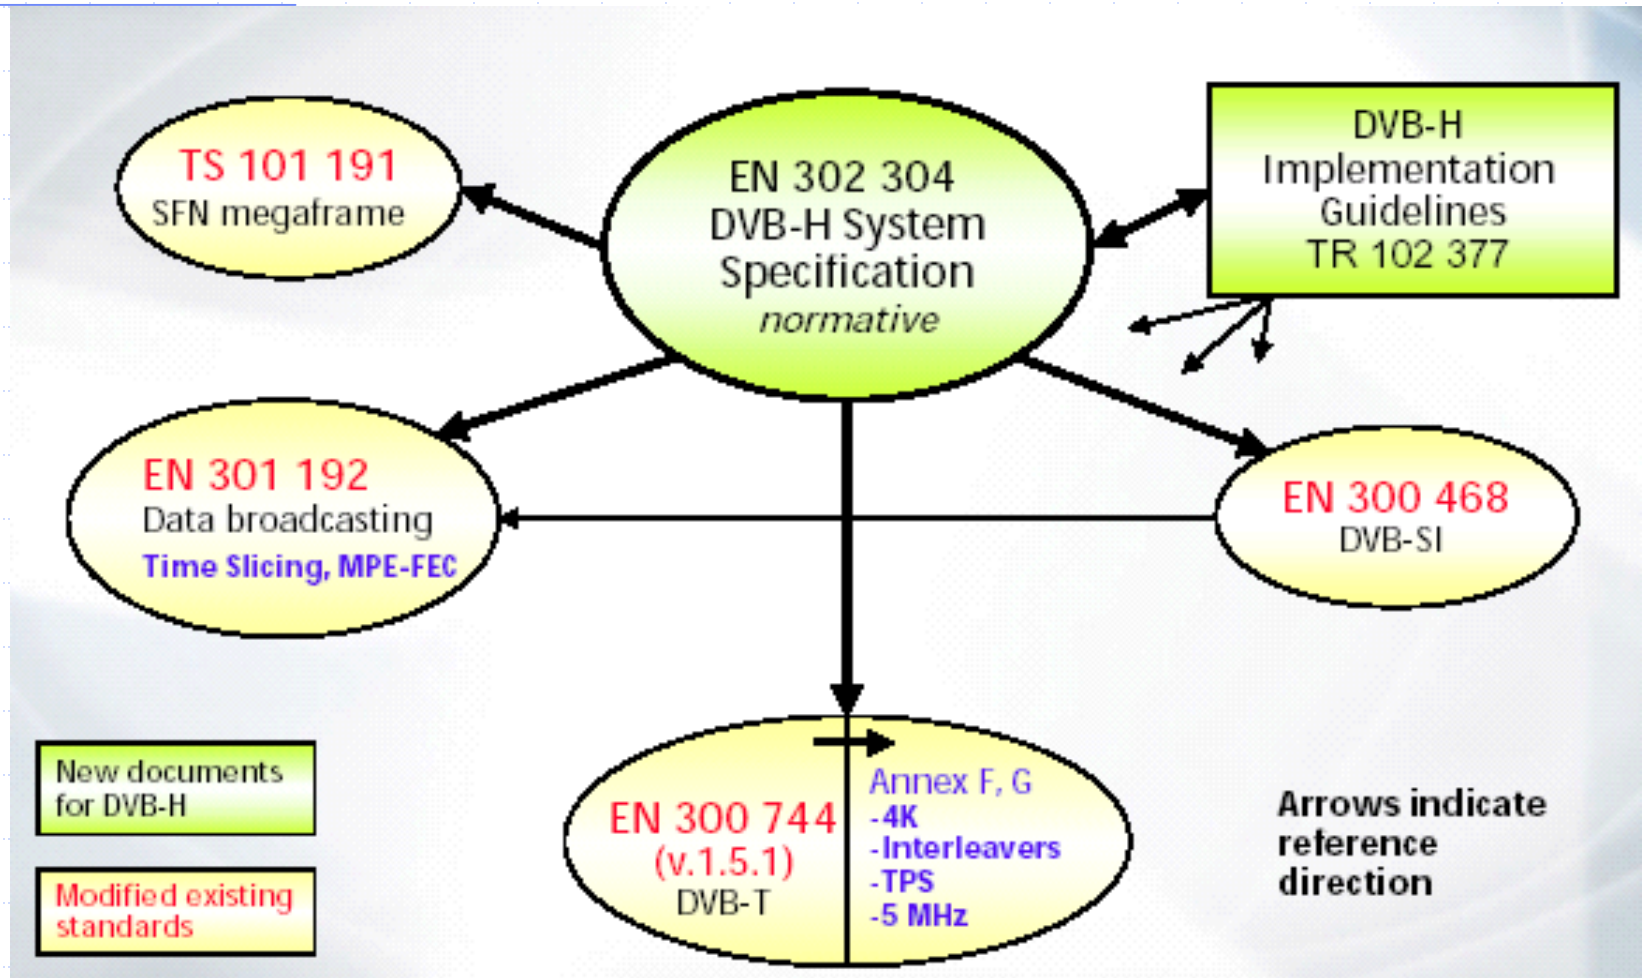 TS 101 191
SFN megaframe
EN 302 304
DVB-H System
Specification
normative
DVB-H
Implementation
Guidelines
TR 102 377
EN 301 192
Data broadcasting
Time Slicing, MPE-FEC
EN 300 468
DVB-SI
EN 300 744
(v.1.5.1)
DVB-T
Annex F, G
-4K
-Interleavers
-TPS
-5 MHz
New documents
for DVB-H
Modified existing
standards
Arrows indicate
reference
direction